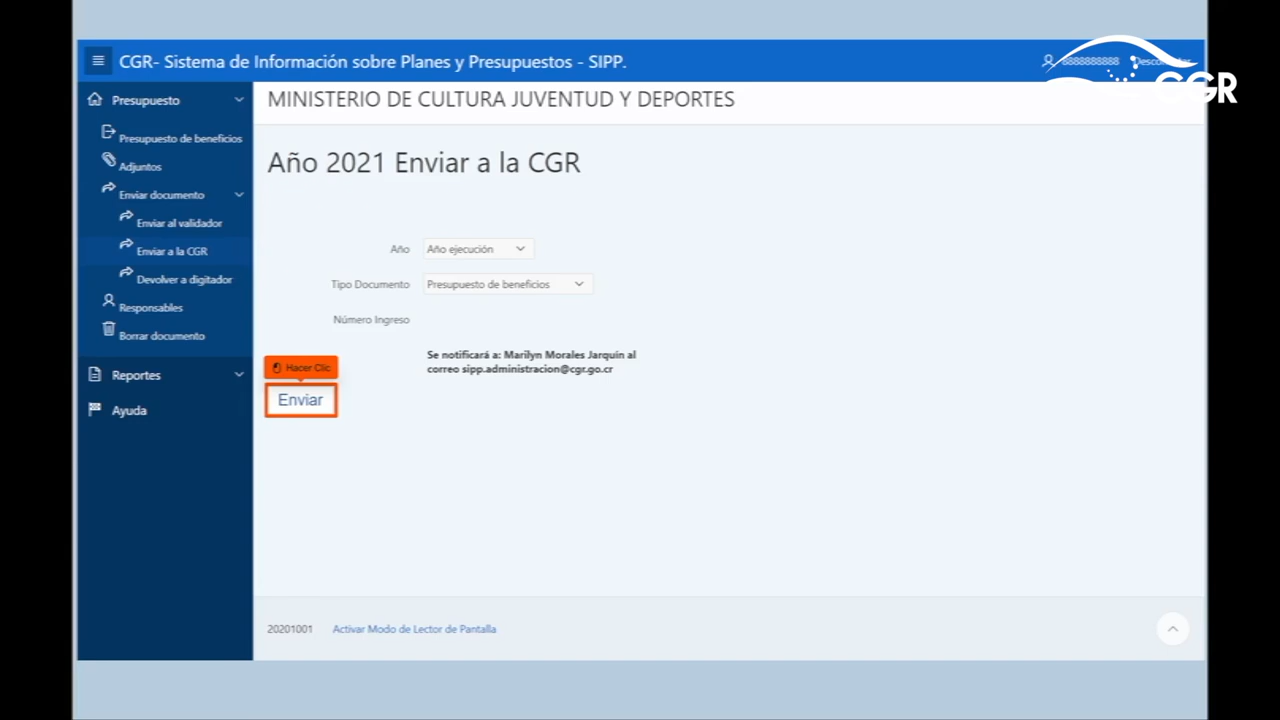 CGR- Sistema de Información sobre Planes y Presupuestos - SIPP.
8888888888
CGR
Presupuesto
Presupuesto de beneficios
Adjuntos
Enviar documento
Enviar al validador
Enviar a la CGR
Devolver a digitador
Responsables
Borrar documento
Reportes
Ayuda
MINISTERIO DE CULTURA JUVENTUD Y DEPORTES
Año 2021 Enviar a la CGR
Año Año ejecución
Tipo Documento Presupuesto de beneficios
Número Ingreso
Se notificará a: Marilyn Morales Jarquín al
correo sipp.administracion@cgr.go.cr
Hacer Clic
Enviar
20201001 Activar Modo de Lector de Pantalla